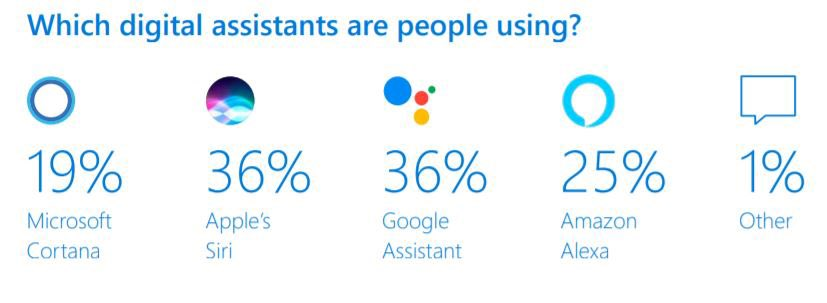 Which digital assistants are people using?
19%
Microsoft
Cortana
36%
Apple's
Siri
36%
Google
Assistant
25%
Amazon
Alexa
1%
Other